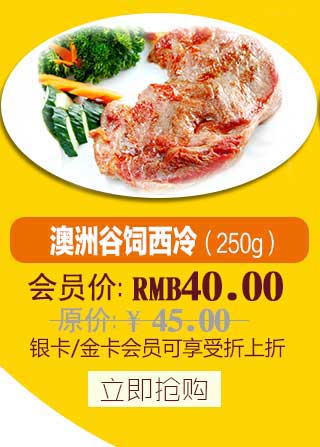 澳洲谷饲西冷（250g）
会员价: RMB40.00
原价: ¥ 45.00
银卡/金卡会员可享受折上折
立即抢购